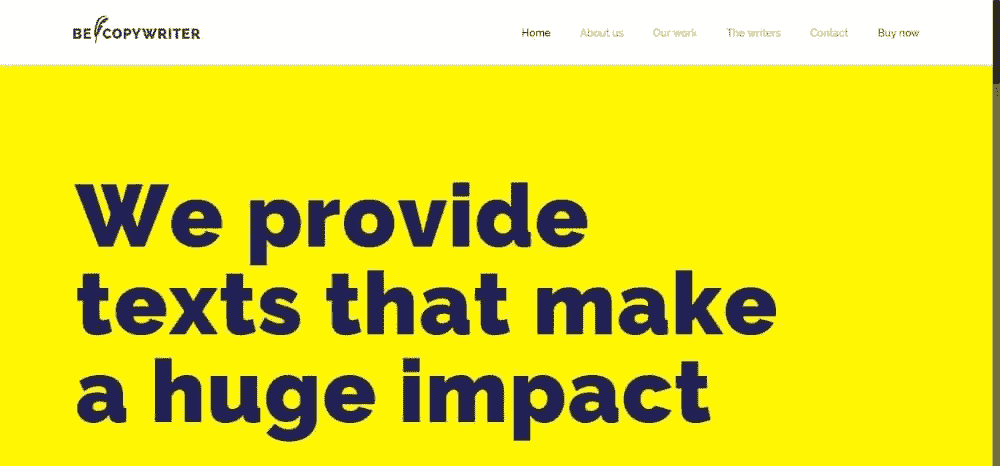 BE COPYWRITER
Home About us Our work The writers Contact Buy now
We provide
texts that make
a huge impact